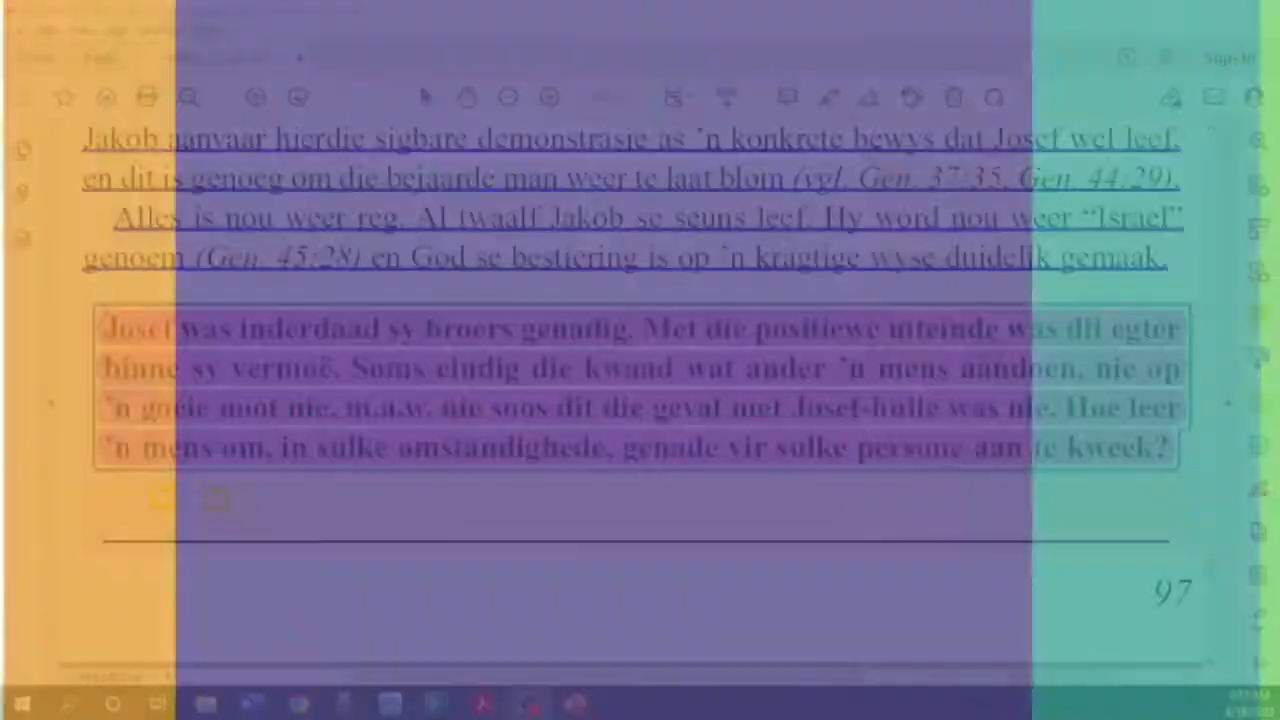 Sign In
Jakob aanvaar hierdie sigbare demonstrasie as 'n konkrete bewys dat Josef wel leef,
en dit is genoeg om die bejaarde man weer te laat blom (vgl. Gen. 37:35, Gen. 44:29).
Alles is nou weer reg. Al twaalf Jakob se seuns leef. Hy word nou weer “Israel”
genoem (Gen. 45:28) en God se bestiering is op 'n kragtige wyse duidelik gemaak.
Josef was inderdaad sy broers genadig. Met die positiewe uiteinde was dit egter
binne sy vermoë. Soms eindig die kwaad wat ander 'n mens aandoen, nie op
'n goeie noot nie, m.a.w. nie soos dit die geval met Josef-hulle was nie. Hoe leer
'n mens om, in sulke omstandighede, genade vir sulke persone aan te kweek?
97